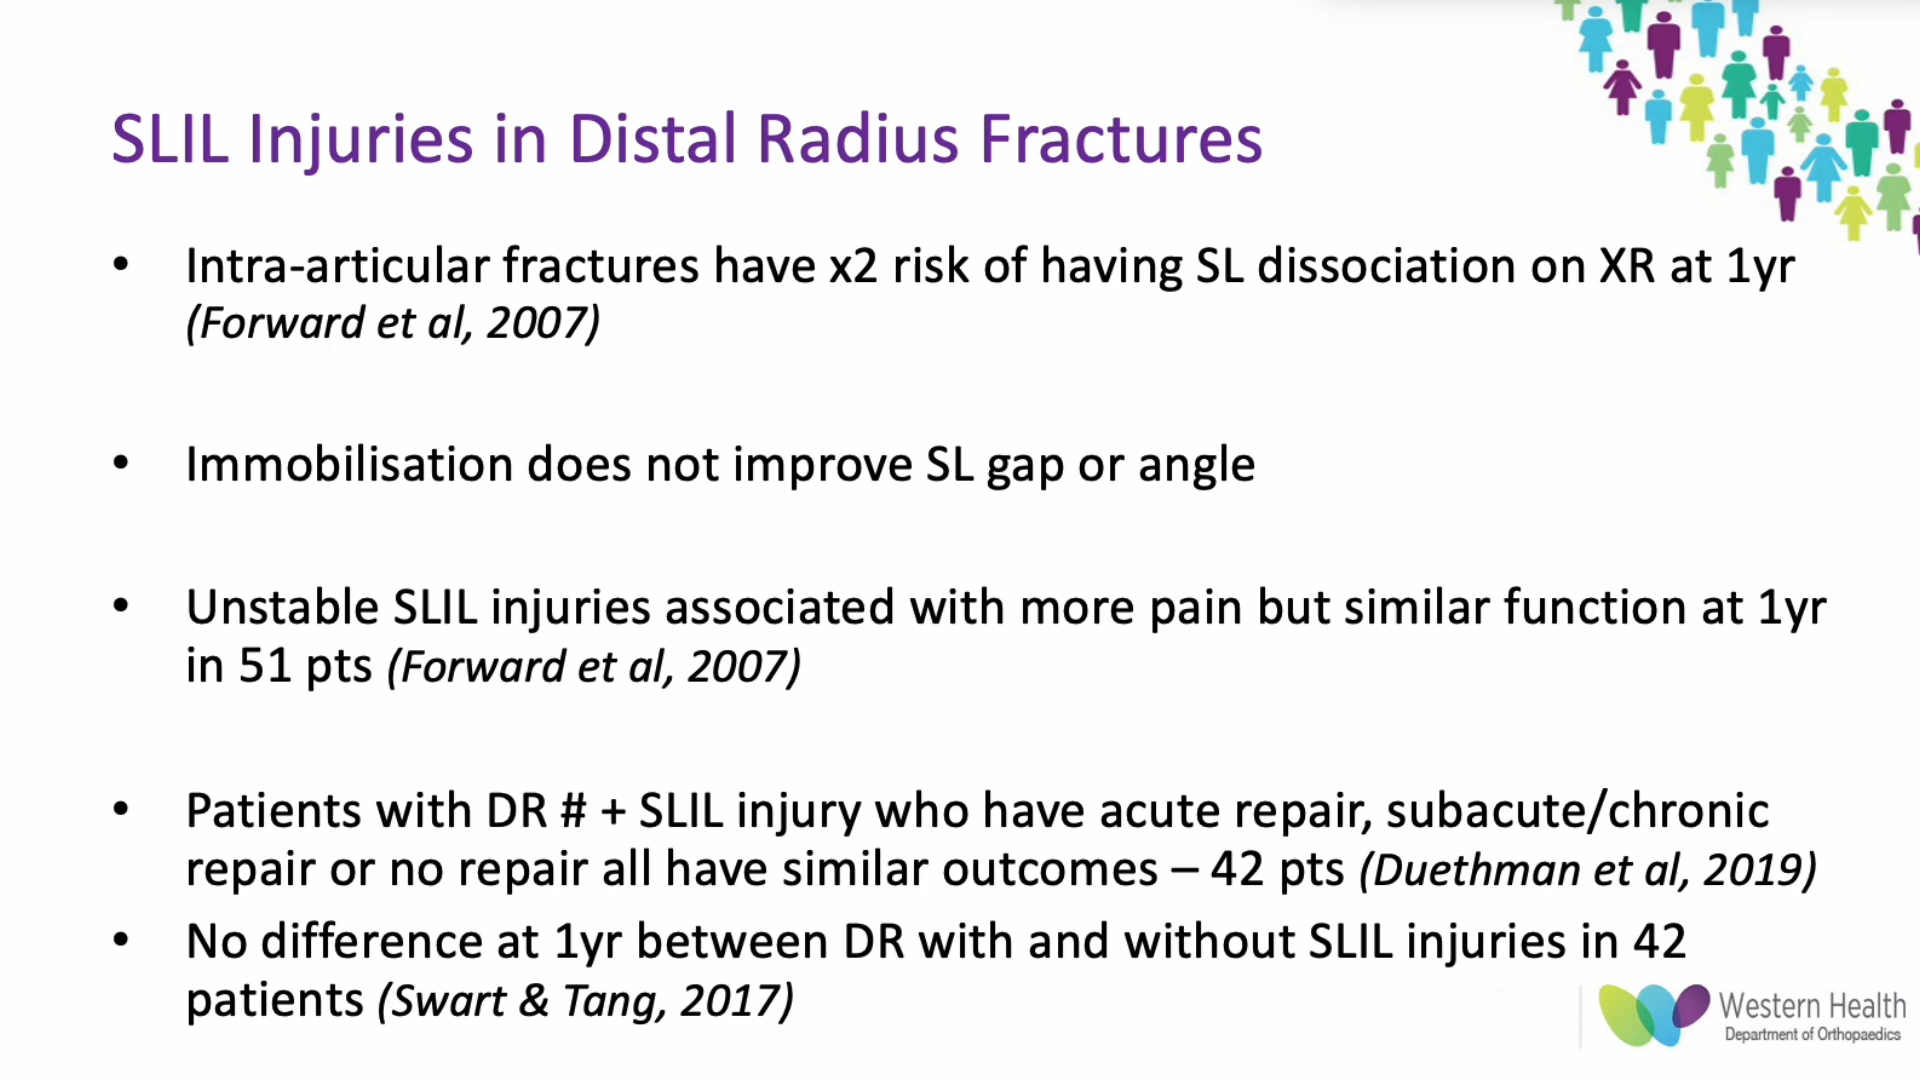 SLIL Injuries in Distal Radius Fractures
• Intra-articular fractures have x2 risk of having SL dissociation on XR at 1yr
(Forward et al, 2007)
• Immobilisation does not improve SL gap or angle
• Unstable SLIL injuries associated with more pain but similar function at 1yr
in 51 pts (Forward et al, 2007)
• Patients with DR # + SLIL injury who have acute repair, subacute/chronic
repair or no repair all have similar outcomes – 42 pts (Duethman et al, 2019)
• No difference at 1yr between DR with and without SLIL injuries in 42
patients (Swart & Tang, 2017)
Western Health
Department of Orthopaedics